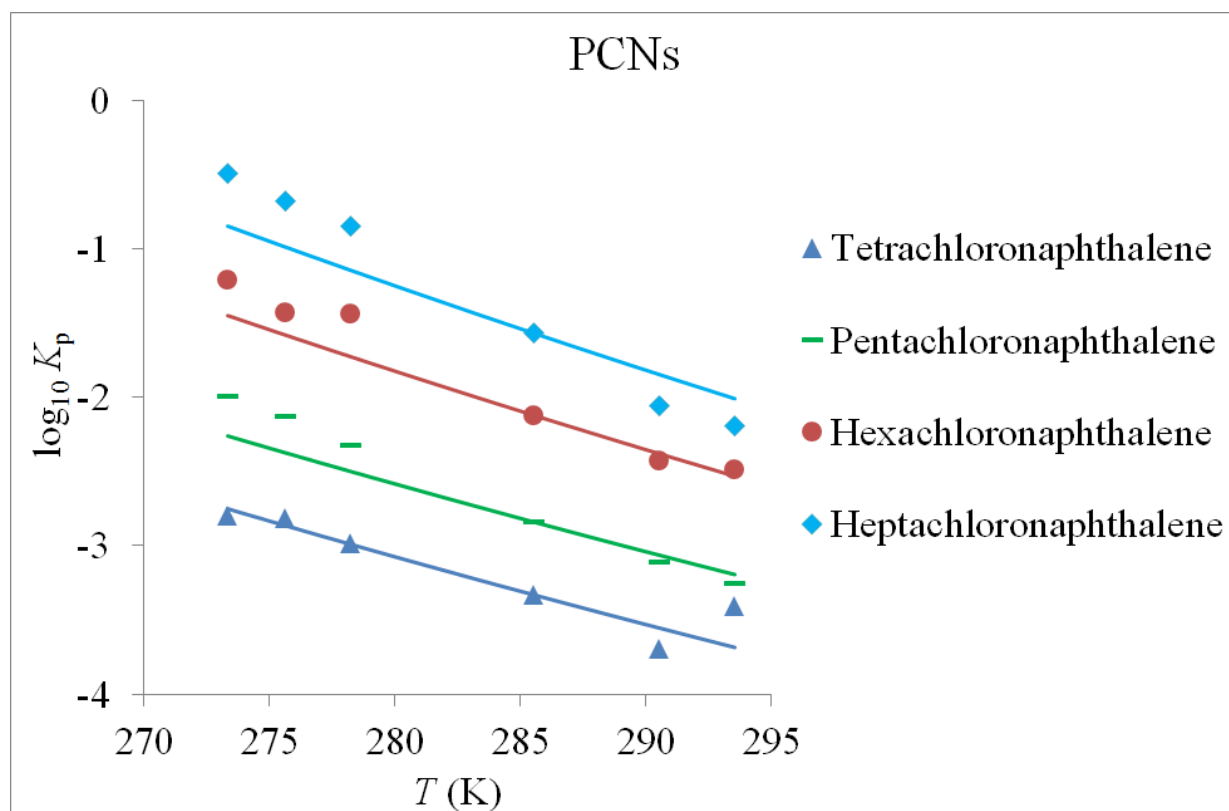 PCNs
0
-1
-2
-3
-4
log₁₀ Kₚ
270 275 280 285 290 295
T (K)
Tetrachloronaphthalene
Pentachloronaphthalene
Hexachloronaphthalene
Heptachloronaphthalene